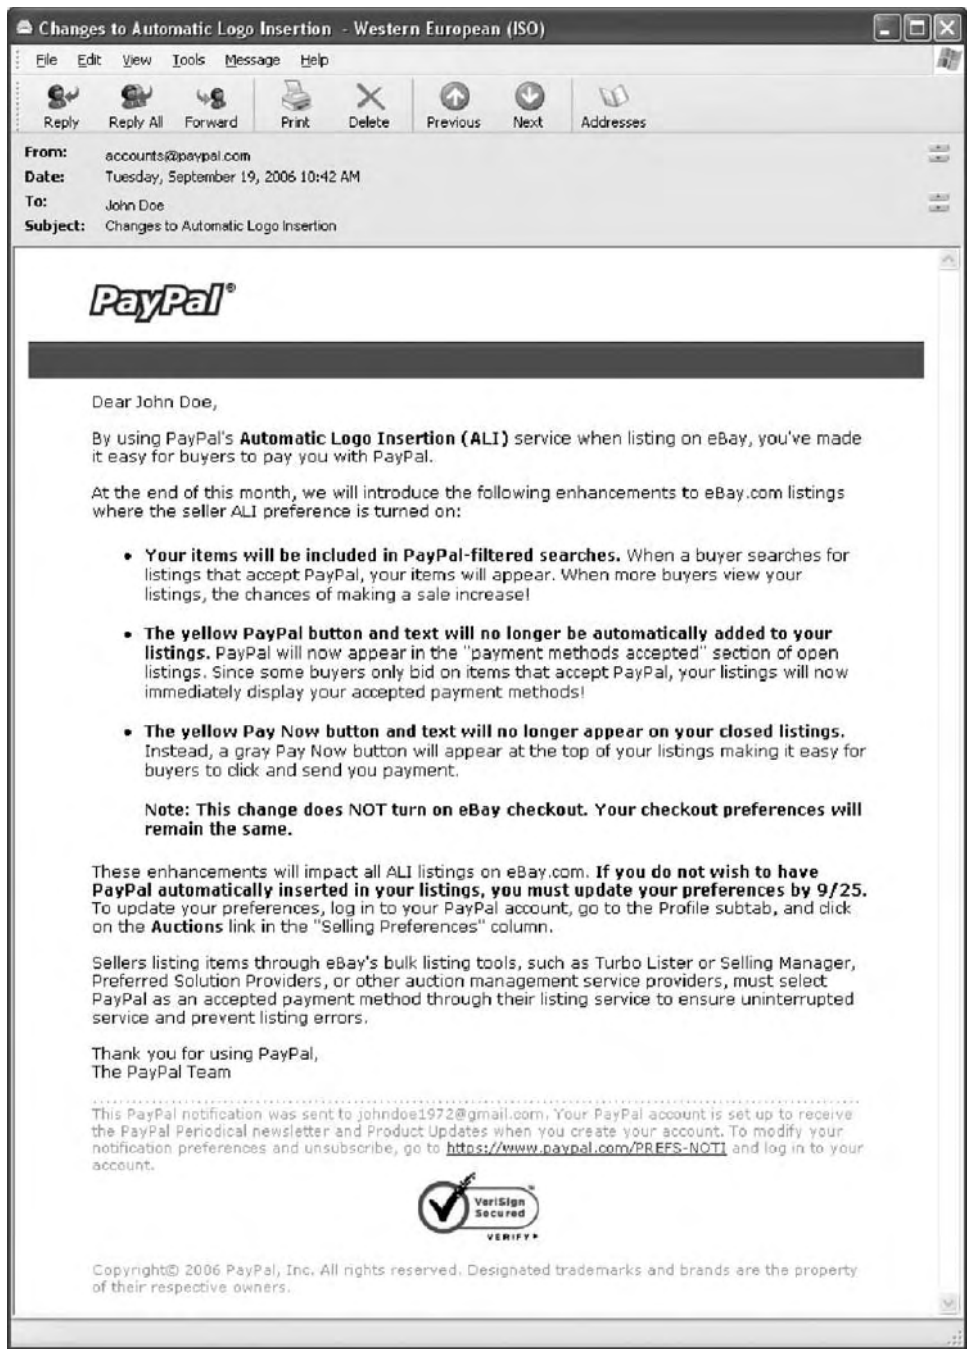 Changes to Automatic Logo Insertion - Western European (ISO)
File Edit View Tools Message Help
Reply Reply All Forward Print Delete Previous Next Addresses
From: accounts@paypal.com
Date: Tuesday, September 19, 2006 10:42 AM
To: John Doe
Subject: Changes to Automatic Logo Insertion
PayPal®
Dear John Doe,
By using PayPal's Automatic Logo Insertion (ALI) service when listing on eBay, you've made
it easy for buyers to pay you with PayPal.
At the end of this month, we will introduce the following enhancements to eBay.com listings
where the seller ALI preference is turned on:
• Your items will be included in PayPal-filtered searches. When a buyer searches for
listings that accept PayPal, your items will appear. When more buyers view your
listings, the chances of making a sale increase!
• The yellow PayPal button and text will no longer be automatically added to your
listings. PayPal will now appear in the "payment methods accepted" section of open
listings. Since some buyers only bid on items that accept PayPal, your listings will now
immediately display your accepted payment methods!
• The yellow Pay Now button and text will no longer appear on your closed listings.
Instead, a gray Pay Now button will appear at the top of your listings making it easy for
buyers to click and send you payment.
Note: This change does NOT turn on eBay checkout. Your checkout preferences will
remain the same.
These enhancements will impact all ALI listings on eBay.com. If you do not wish to have
PayPal automatically inserted in your listings, you must update your preferences by 9/25.
To update your preferences, log in to your PayPal account, go to the Profile subtab, and click
on the Auctions link in the "Selling Preferences" column.
Sellers listing items through eBay's bulk listing tools, such as Turbo Lister or Selling Manager,
Preferred Solution Providers, or other auction management service providers, must select
PayPal as an accepted payment method through their listing service to ensure uninterrupted
service and prevent listing errors.
Thank you for using PayPal,
The PayPal Team
This PayPal notification was sent to johndoe1972@gmail.com. Your PayPal account is set up to receive
the PayPal Periodical newsletter and Product Updates when you create your account. To modify your
notification preferences and unsubscribe, go to https://www.paypal.com/PREFS-NOTI and log in to your
account.
VeriSign™
Secured
VERIFY
Copyright© 2006 PayPal, Inc. All rights reserved. Designated trademarks and brands are the property
of their respective owners.